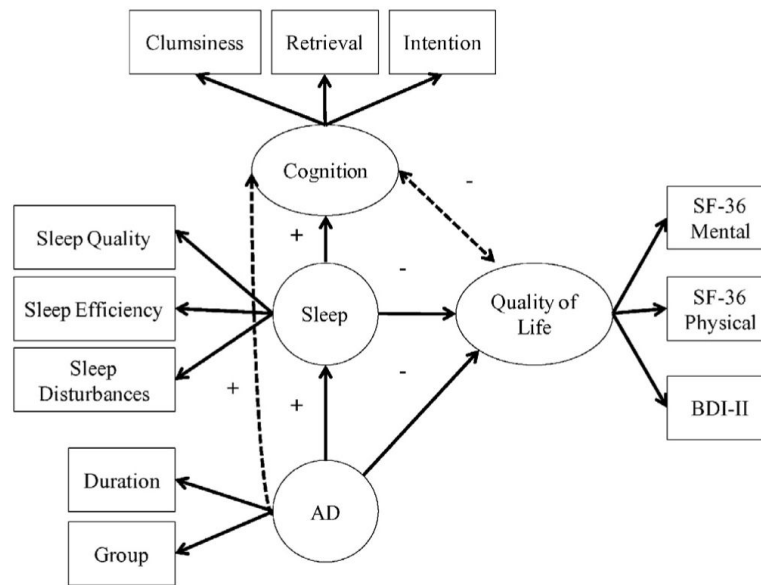 Clumsiness
Retrieval
Intention
Cognition
-
SF-36
Mental
Sleep Quality
+
-
Sleep Efficiency
Sleep
Quality of
Life
SF-36
Physical
Sleep
Disturbances
+
+
-
BDI-II
Duration
AD
Group